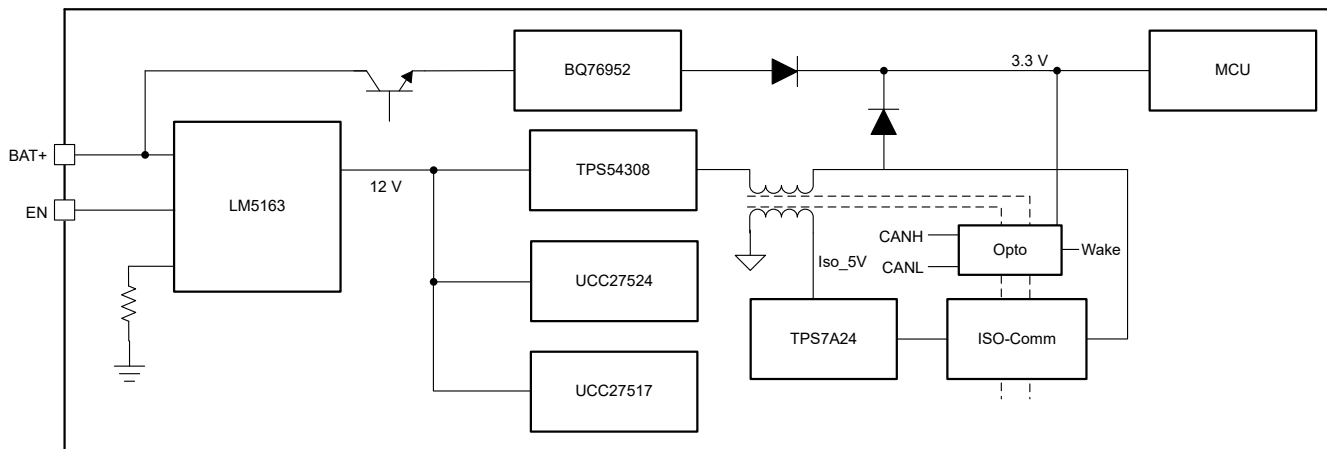 BQ76952
3.3 V
MCU
BAT+
EN
LM5163
12 V
TPS54308
UCC27524
UCC27517
Iso_5V
CANH
CANL
Opto
Wake
TPS7A24
ISO-Comm